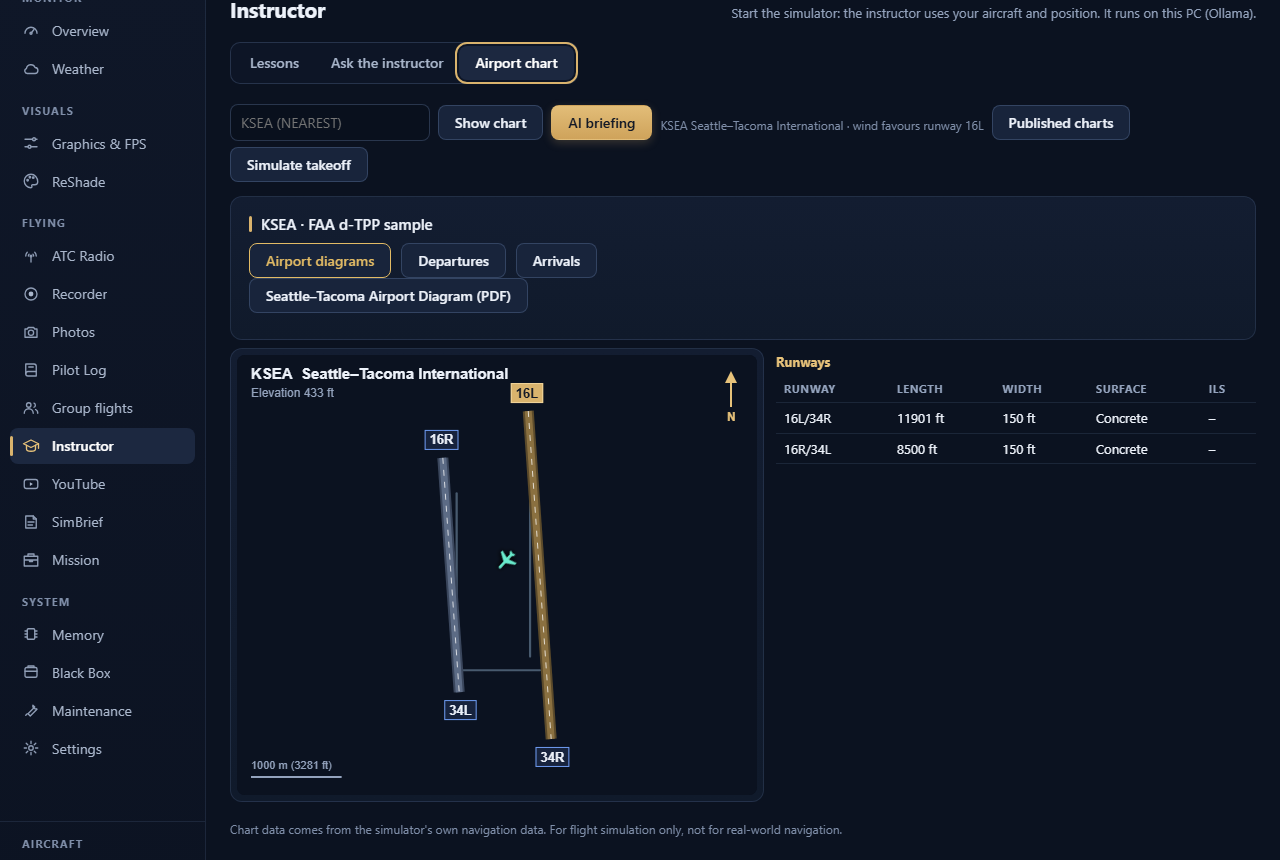 MONITOR
Overview
Weather
VISUALS
Graphics & FPS
ReShade
FLYING
ATC Radio
Recorder
Photos
Pilot Log
Group flights
Instructor
YouTube
SimBrief
Mission
SYSTEM
Memory
Black Box
Maintenance
Settings
AIRCRAFT
Instructor
Start the simulator: the instructor uses your aircraft and position. It runs on this PC (Ollama).
Lessons Ask the instructor Airport chart
KSEA (NEAREST) Show chart AI briefing KSEA Seattle–Tacoma International · wind favours runway 16L Published charts
Simulate takeoff
KSEA · FAA d-TPP sample
Airport diagrams Departures Arrivals
Seattle–Tacoma Airport Diagram (PDF)
KSEA Seattle–Tacoma International
Elevation 433 ft
16L
N
16R
34L
34R
1000 m (3281 ft)
Runways
RUNWAY LENGTH WIDTH SURFACE ILS
16L/34R 11901 ft 150 ft Concrete –
16R/34L 8500 ft 150 ft Concrete –
Chart data comes from the simulator's own navigation data. For flight simulation only, not for real-world navigation.